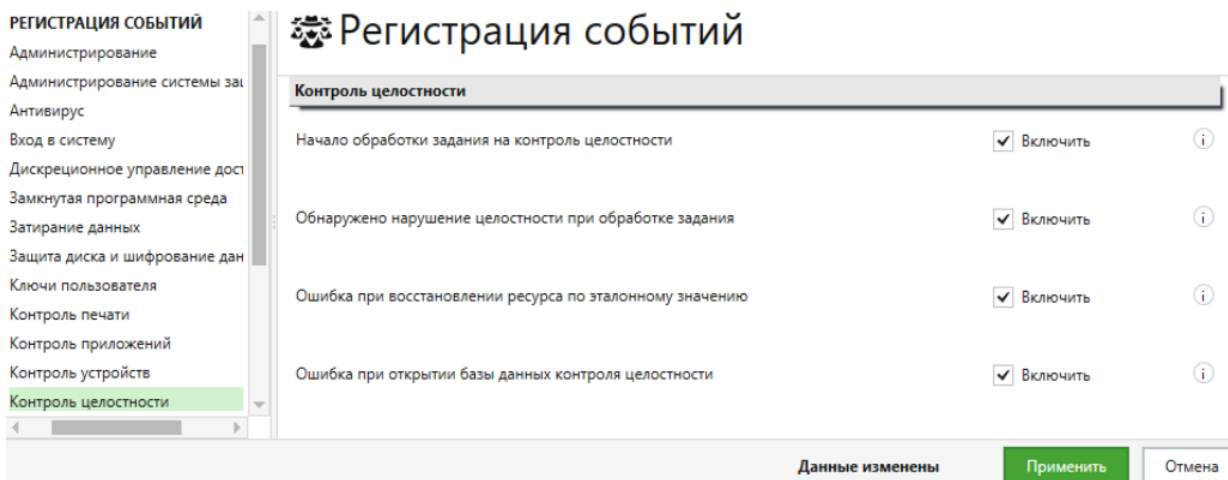 РЕГИСТРАЦИЯ СОБЫТИЙ
Администрирование
Администрирование системы
Антивирус
Вход в систему
Дискреционное управление
Замкнутая программная среда
Затирание данных
Защита диска и шифрование
Ключи пользователя
Контроль печати
Контроль приложений
Контроль устройств
Контроль целостности
Регистрация событий
Контроль целостности
Начало обработки задания на контроль целостности Включить
Обнаружено нарушение целостности при обработке задания Включить
Ошибка при восстановлении ресурса по эталонному значению Включить
Ошибка при открытии базы данных контроля целостности Включить
Данные изменены Применить Отмена